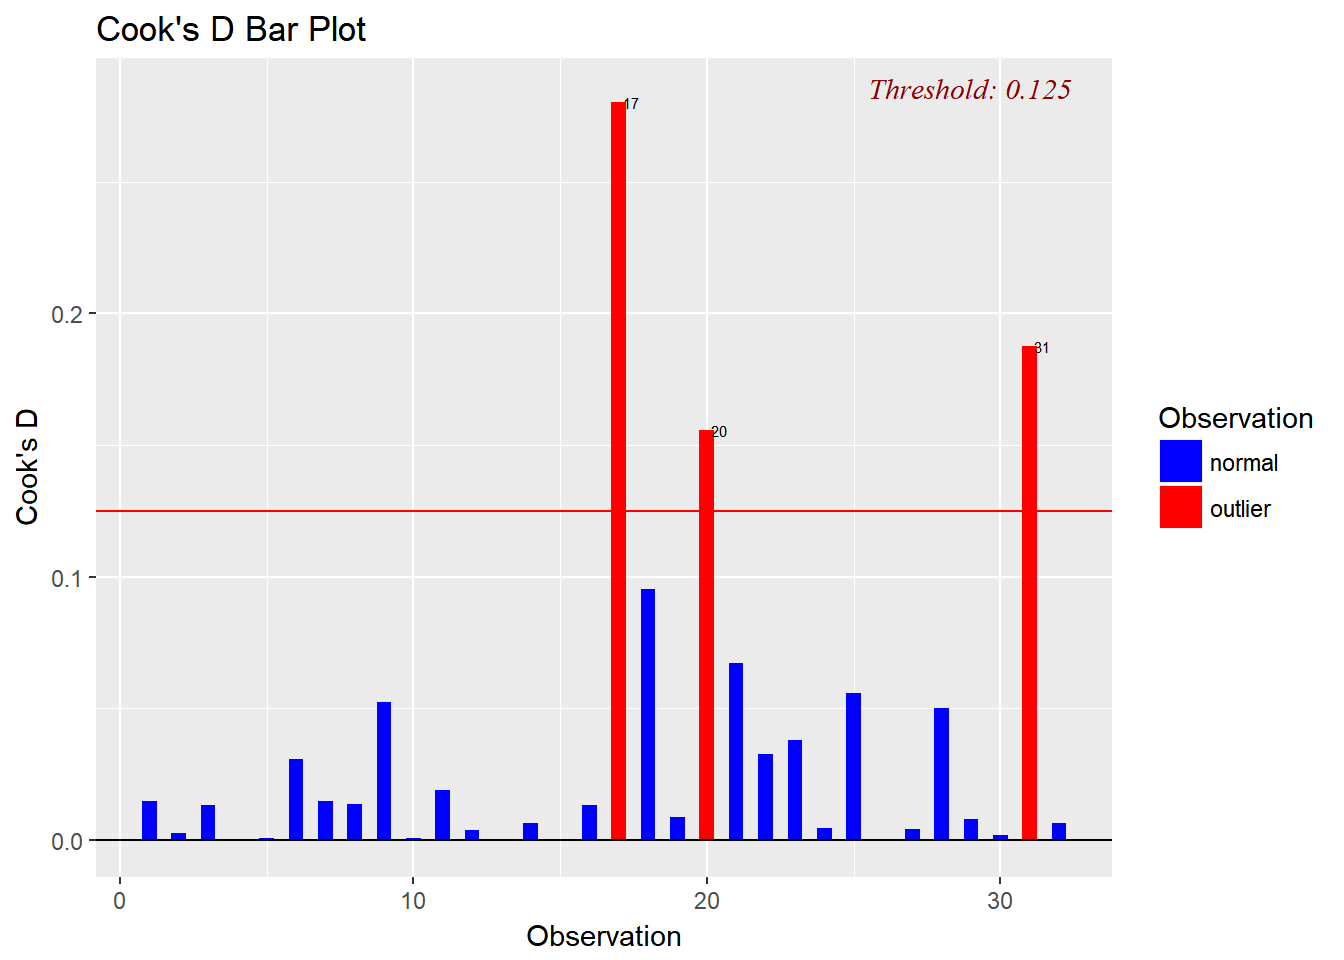 Cook's D Bar Plot
Threshold: 0.125
17
31
20
0.2
0.1
0.0
Cook's D
0
10
20
30
Observation
Observation
normal
outlier